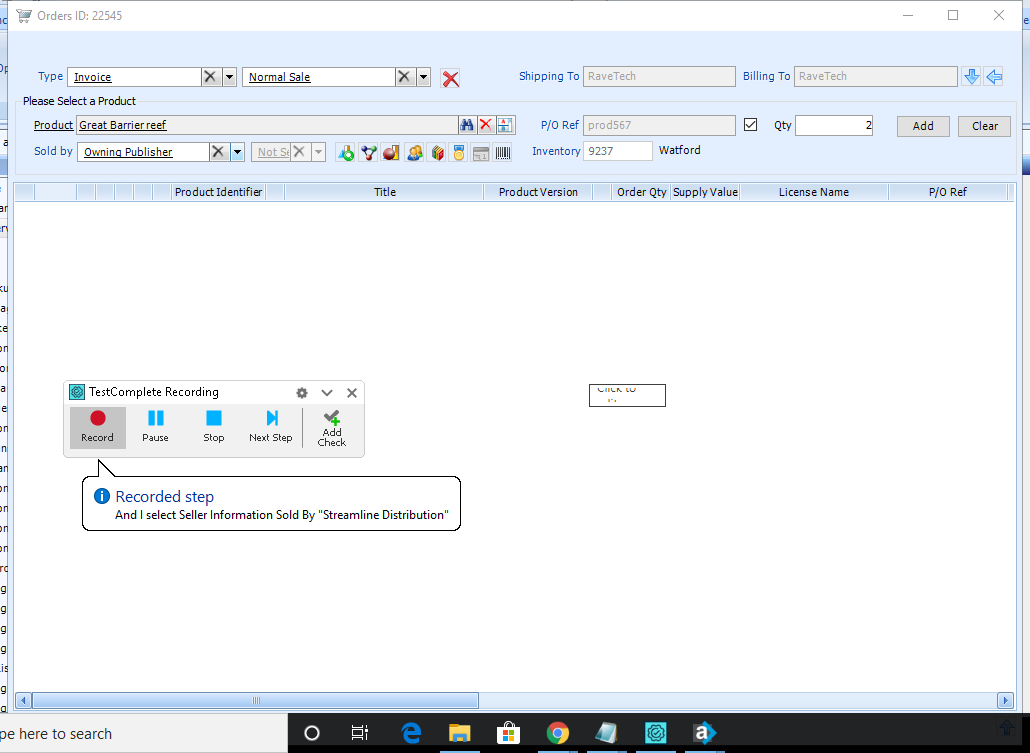 Orders ID: 22545
Type Invoice Normal Sale Shipping To RaveTech Billing To RaveTech
Please Select a Product
Product Great Barrier reef P/O Ref prod567 Qty 2 Add Clear
Sold by Owning Publisher Not Se Inventory 9237 Watford
Product Identifier Title Product Version Order Qty Supply Value License Name P/O Ref
TestComplete Recording
Record Pause Stop Next Step Add
Check
Click to
Recorded step
And I select Seller Information Sold By "Streamline Distribution"
pe here to search